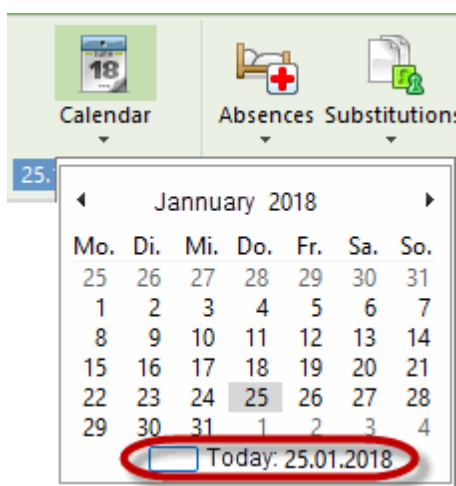 18
Calendar
Absences
Substitutions
25.
Jannuary 2018
Mo. Di. Mi. Do. Fr. Sa. So.
25 26 27 28 29 30 31
1 2 3 4 5 6 7
8 9 10 11 12 13 14
15 16 17 18 19 20 21
22 23 24 25 26 27 28
29 30 31 1 2 3 4
Today: 25.01.2018